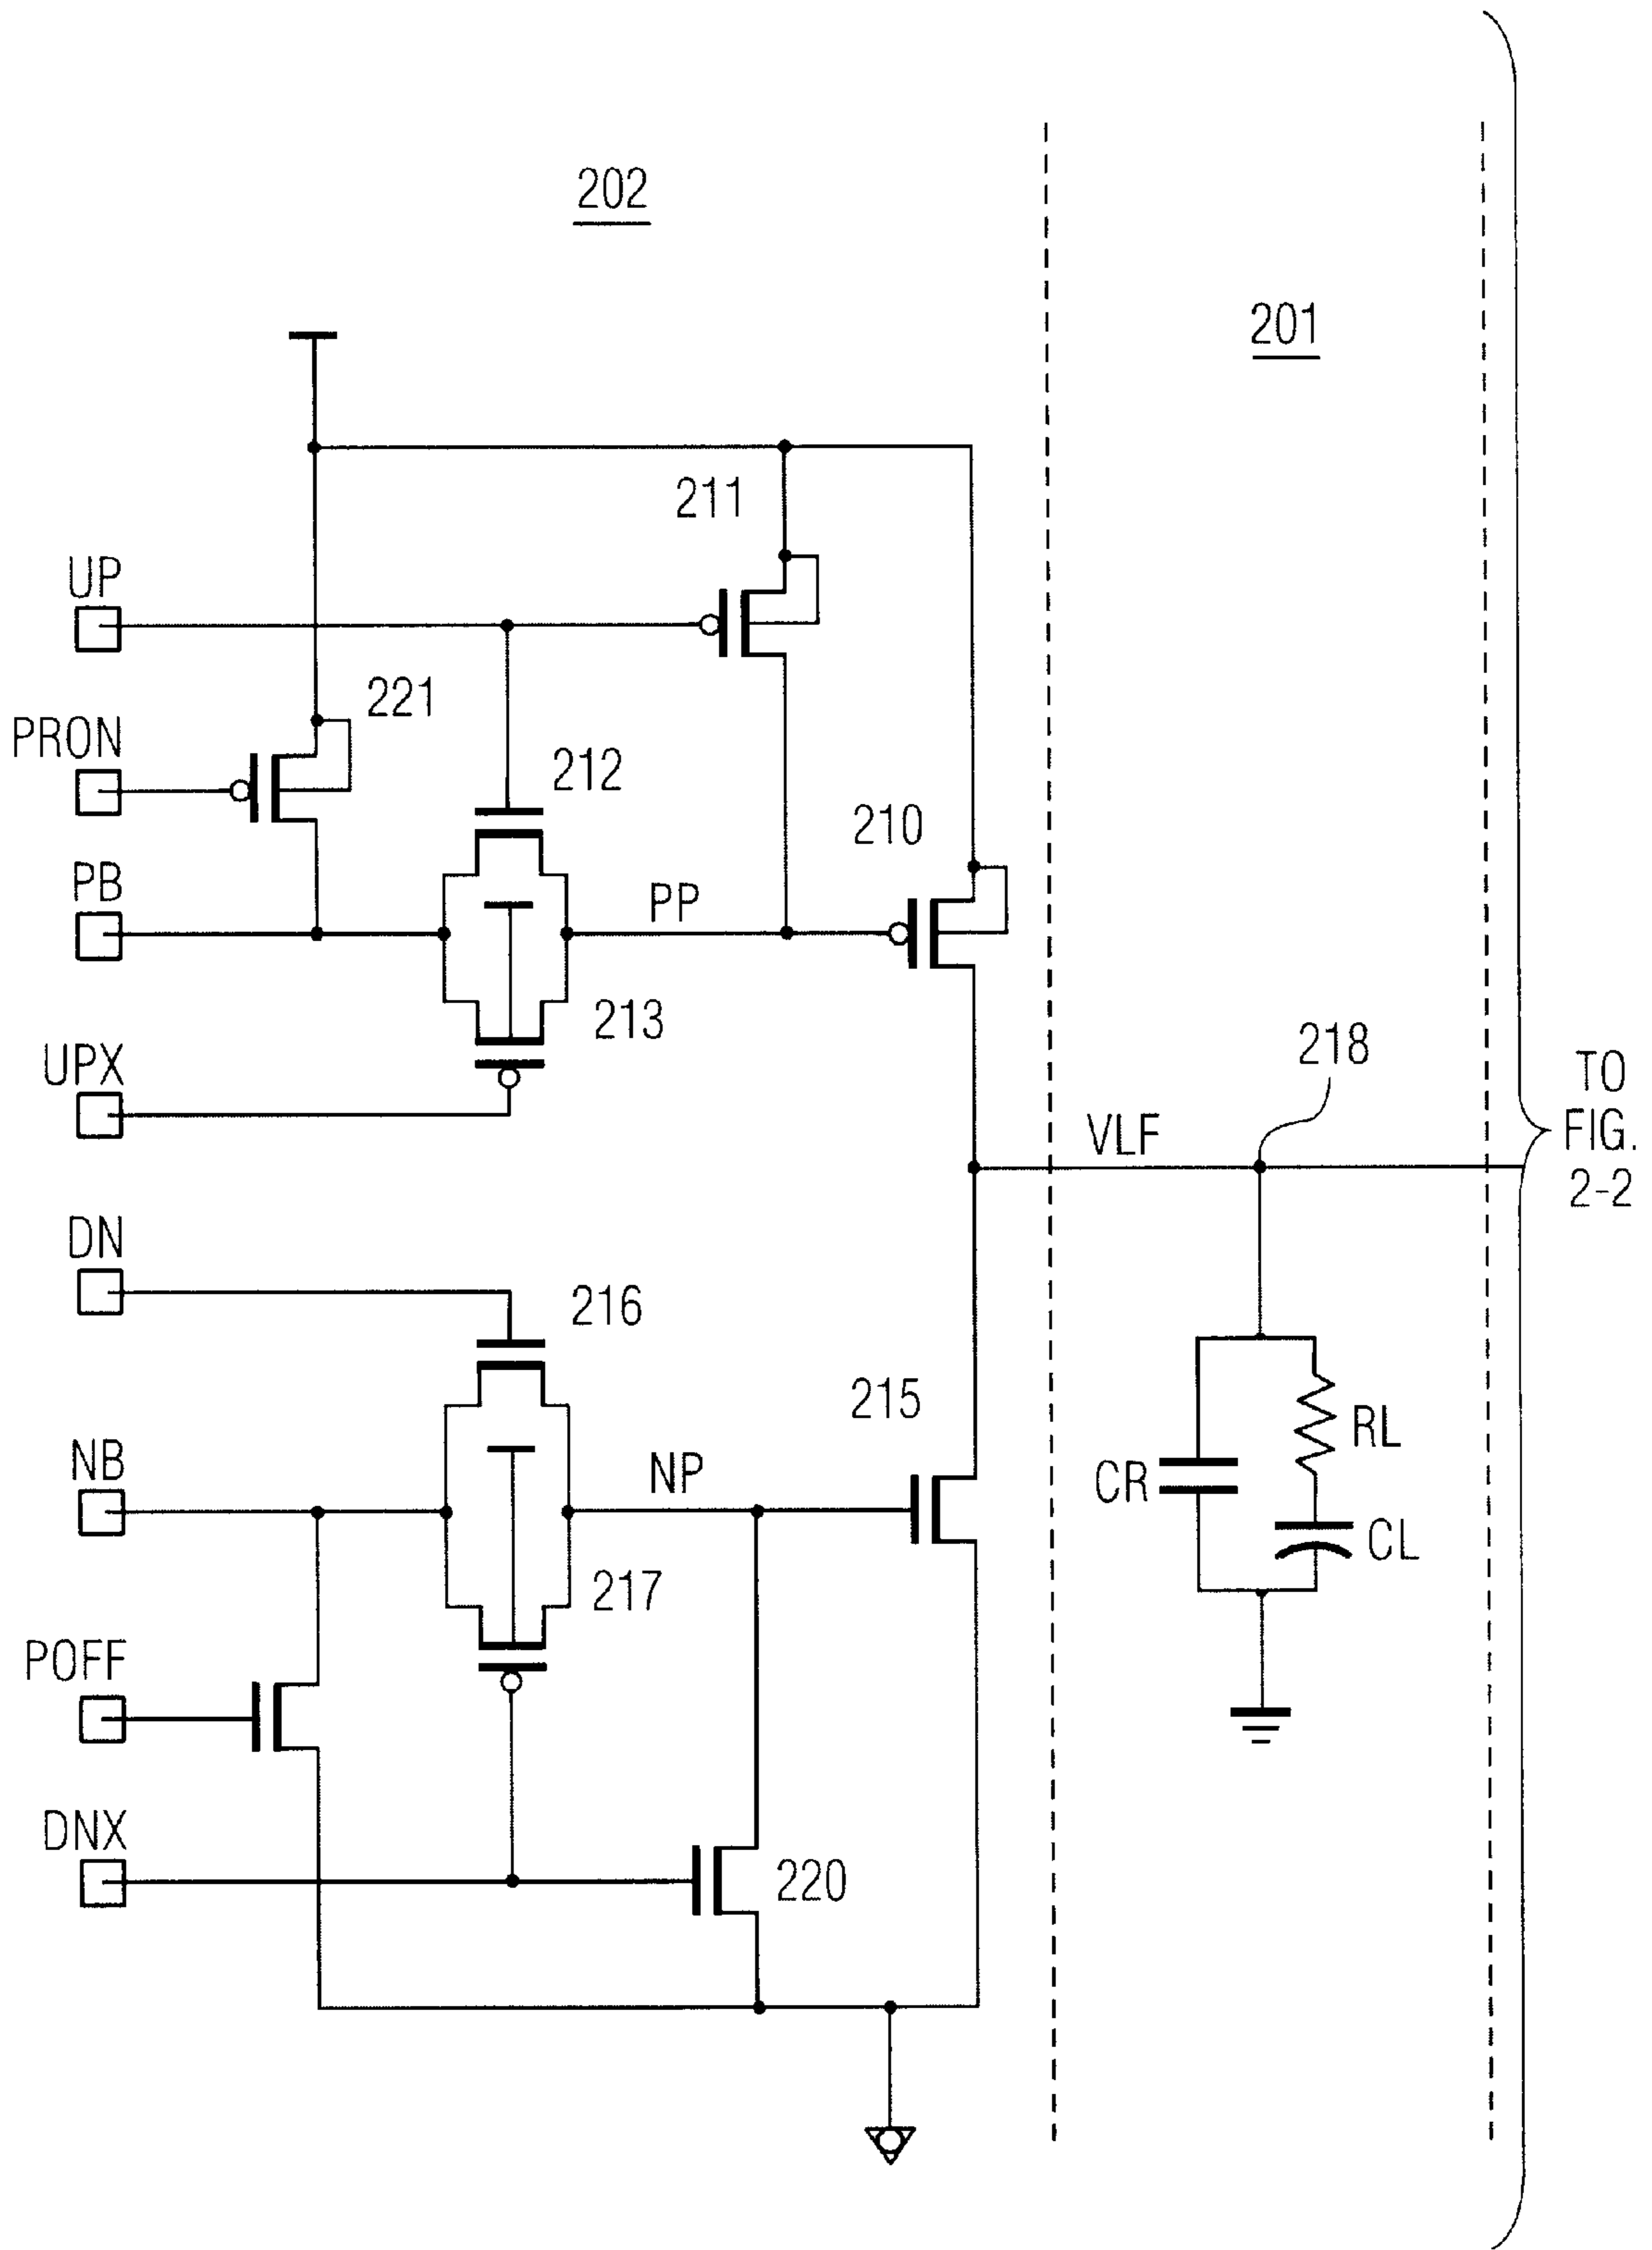 202
201
211
UP
221
PRON
212
210
PB
PP
213
UPX
218
TO
FIG.
2-2
VLF
DN
216
215
RL
NB
NP
CR
CL
217
POFF
DNX
220